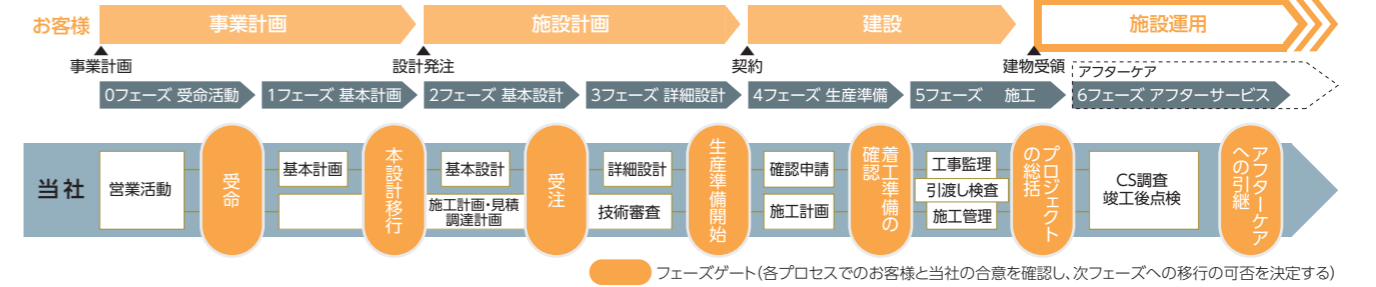 お客様
事業計画
施設計画
建設
施設運用
事業計画
設計発注
契約
建物受領
アフターケア
0フェーズ 受命活動
1フェーズ 基本計画
2フェーズ 基本設計
3フェーズ 詳細設計
4フェーズ 生産準備
5フェーズ 施工
6フェーズ アフターサービス
当社
営業活動
受命
基本計画
本設計移行
基本設計
施工計画・見積
調達計画
受注
詳細設計
技術審査
生産準備開始
確認申請
施工計画
着工準備の
確認
工事監理
引渡し検査
施工管理
プロジェクト
の総括
CS調査
竣工後点検
アフターケア
への引継
フェーズゲート(各プロセスでのお客様と当社の合意を確認し、次フェーズへの移行の可否を決定する)